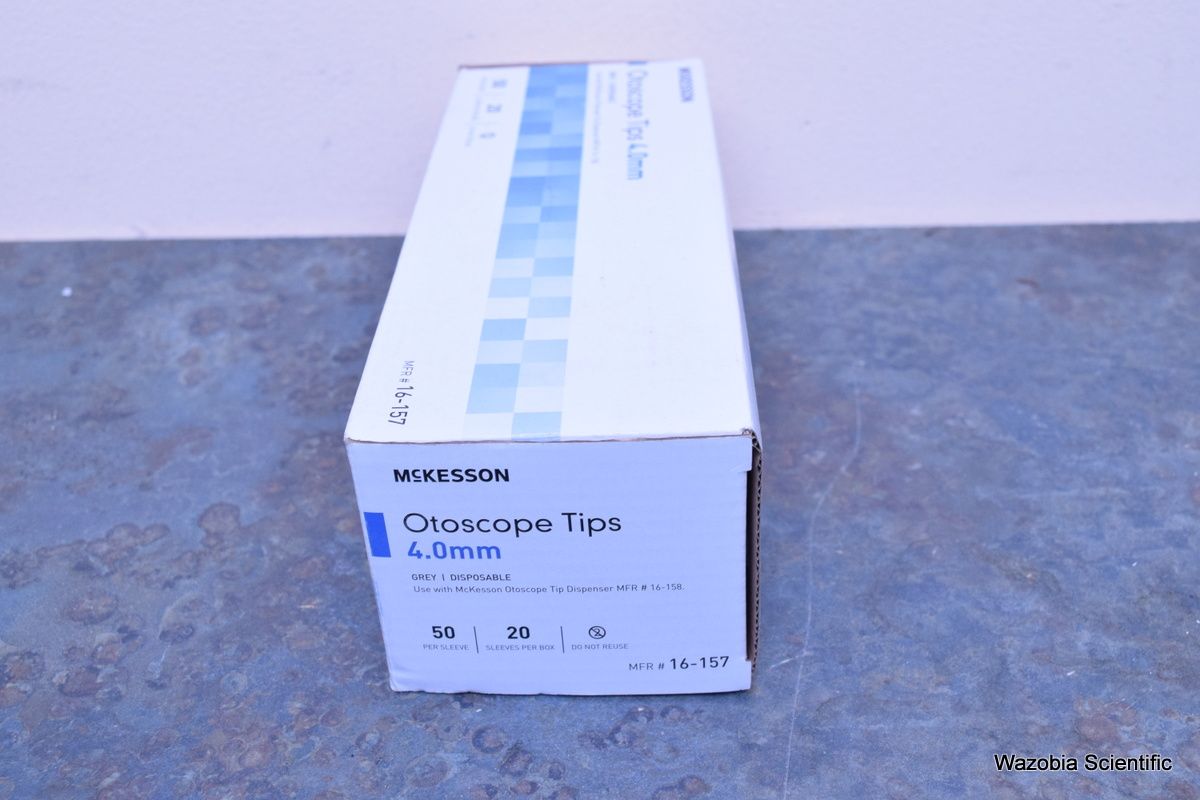 McKESSON
Otoscope Tips 4.0mm
50 | 20
MFR # 16-157
McKESSON
Otoscope Tips
4.0mm
GREY | DISPOSABLE
Use with McKesson Otoscope Tip Dispenser MFR # 16-158.
50 | 20 |
PER SLEEVE | SLEEVES PER BOX | DO NOT REUSE
MFR # 16-157
Wazobia Scientific